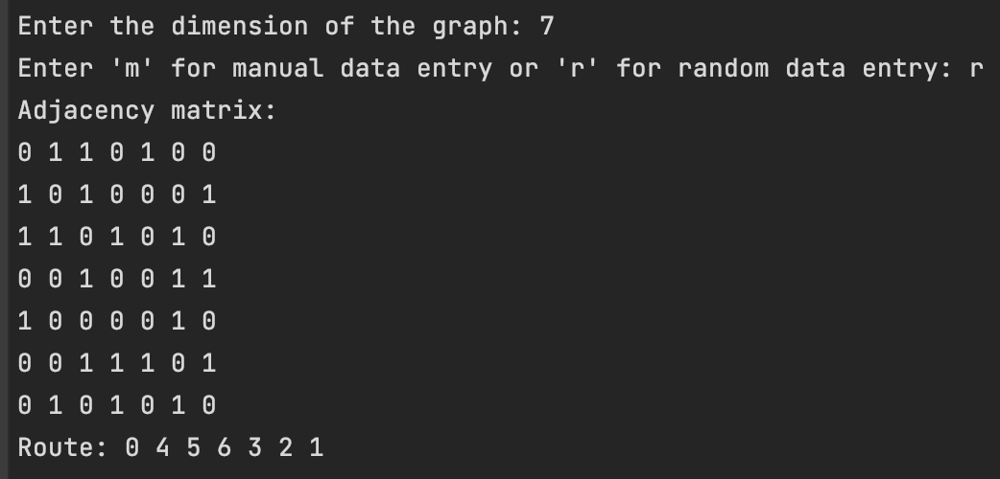 Enter the dimension of the graph: 7
Enter 'm' for manual data entry or 'r' for random data entry: r
Adjacency matrix:
0 1 1 0 1 0 0
1 0 1 0 0 0 1
1 1 0 1 0 1 0
0 0 1 0 0 1 1
1 0 0 0 0 1 0
0 0 1 1 1 0 1
0 1 0 1 0 1 0
Route: 0 4 5 6 3 2 1